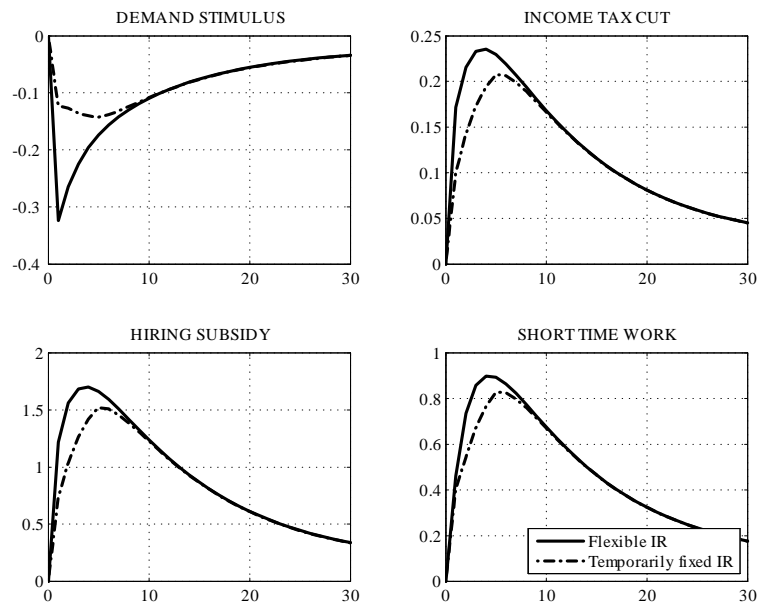 DEMAND STIMULUS
0
-0.1
-0.2
-0.3
-0.4
0 10 20 30
INCOME TAX CUT
0.25
0.2
0.15
0.1
0.05
0
0 10 20 30
HIRING SUBSIDY
2
1.5
1
0.5
0
0 10 20 30
SHORT TIME WORK
1
0.8
0.6
0.4
0.2
0
0 10 20 30
Flexible IR
Temporarily fixed IR